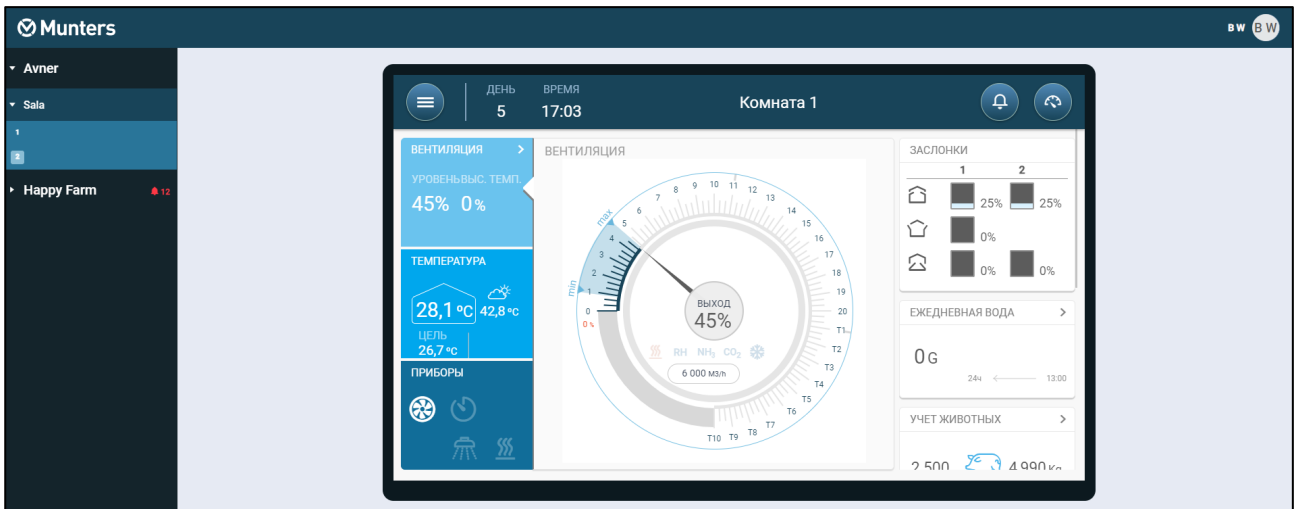 Munters
B W B W
Avner
Sala
1
2
Happy Farm 12
ДЕНЬ ВРЕМЯ
5 17:03
Комната 1
ВЕНТИЛЯЦИЯ
УРОВЕНЬ ВЫС. ТЕМП.
45% 0%
ТЕМПЕРАТУРА
28,1 ºC 42,8 ºC
ЦЕЛЬ
26,7 ºC
ПРИБОРЫ
ВЕНТИЛЯЦИЯ
min
max
0%
0
1
2
3
4
5
6
7
8
9
10
11
12
13
14
15
16
17
18
19
20
T1
T2
T3
T4
T5
T6
T7
T8
T9
T10
ВЫХОД
45%
RH NH₃ CO₂
6 000 M3/h
ЗАСЛОНКИ
1 2
25% 25%
0%
0% 0%
ЕЖЕДНЕВНАЯ ВОДА
0 G
24ч 13:00
УЧЕТ ЖИВОТНЫХ
2 500 4 990 Kg